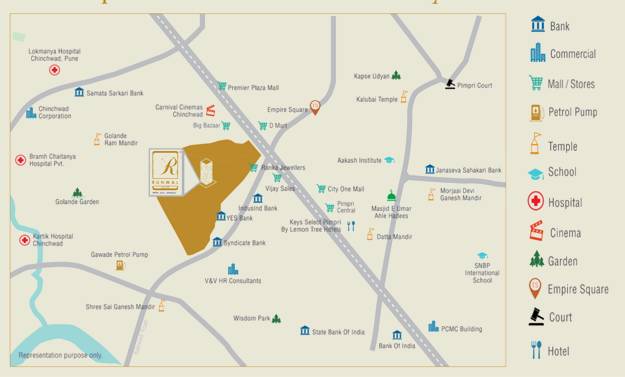 Lokmanya Hospital
Chinchwad, Pune
Samata Sarkari Bank
Chinchwad
Corporation
Golande
Ram Mandir
Bramh Chaitanya
Hospital Pvt.
Golande Garden
Kartik Hospital
Chinchwad
Gawade Petrol Pump
Shree Sai Ganesh Mandir
Representation purpose only.
Premier Plaza Mall
Carnival Cinemas
Chinchwad
Big Bazaar
D Mart
Empire Square
ES
Kapse Udyan
Kalubai Temple
Pimpri Court
R
RUNWAL
Ranka Jewellers
Vijay Sales
Aakash Institute
Janaseva Sahakari Bank
City One Mall
Morjaai Devi
Ganesh Mandir
IndusInd Bank
YES Bank
Pimpri
Central
Masjid E Umar
Ahle Hadees
Keys Select Pimpri
By Lemon Tree Hotels
Datta Mandir
Syndicate Bank
V&V HR Consultants
SNBP
International
School
Wisdom Park
State Bank Of India
Bank Of India
PCMC Building
Bank
Commercial
Mall / Stores
Petrol Pump
Temple
School
Hospital
Cinema
Garden
ES
Empire Square
Court
Hotel